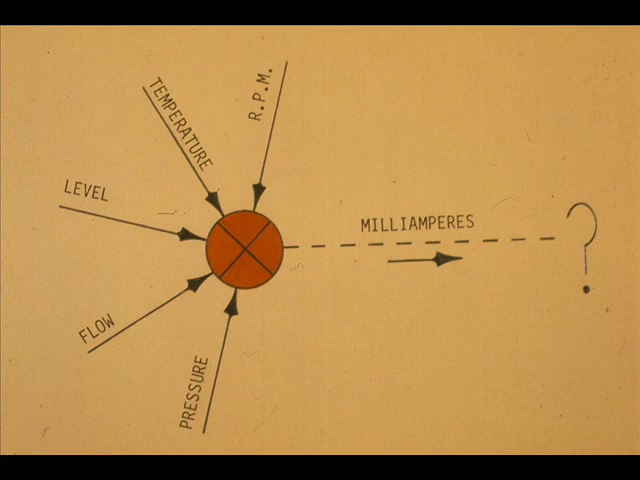 R.P.M.
TEMPERATURE
LEVEL
MILLIAMPERES
?
FLOW
PRESSURE